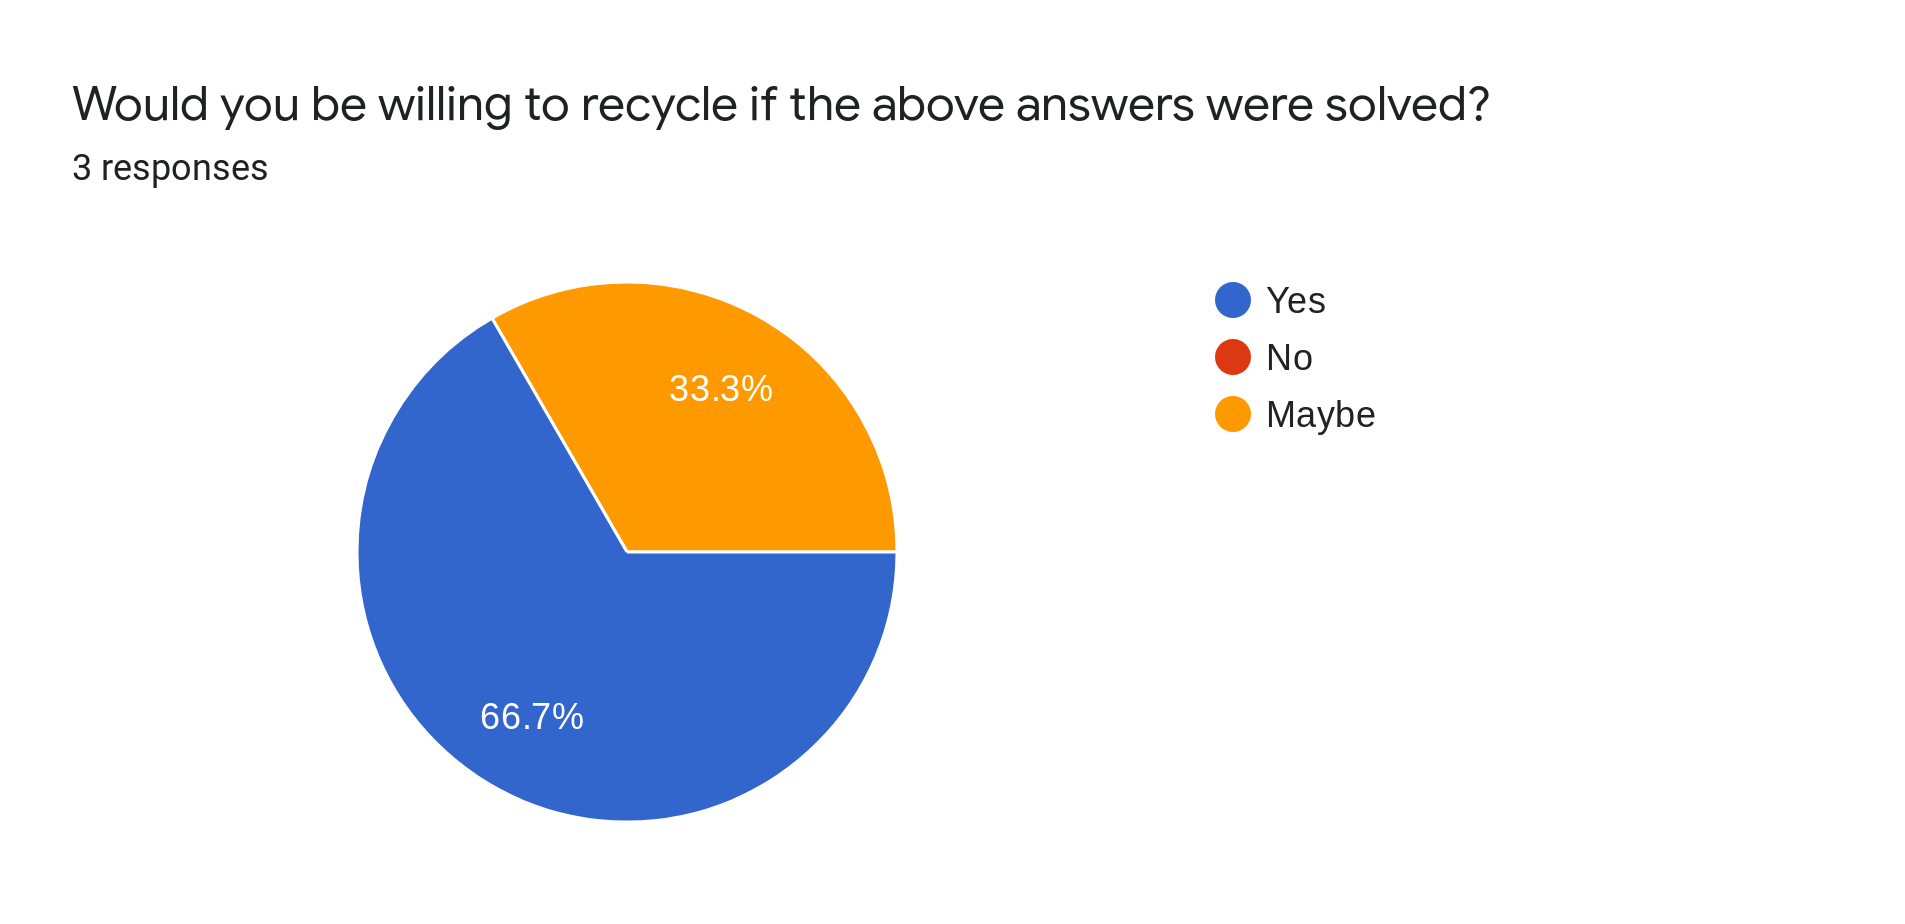 Would you be willing to recycle if the above answers were solved?
3 responses
Yes
No
Maybe
33.3%
66.7%